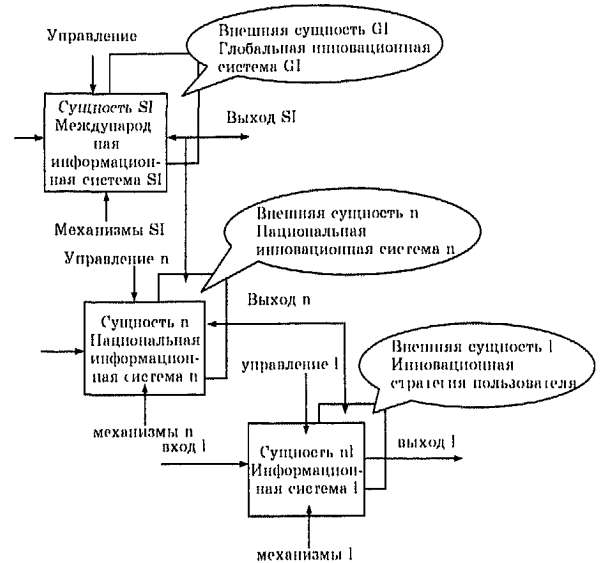 Управление
Внешняя сущность GI
Глобальная инновационная
система GI
Сущность SI
Международ
ная
информацион-
ная система SI
Выход SI
Механизмы SI
Внешняя сущность n
Национальная
инновационная система n
Управление n
Выход n
Сущность n
Национальная
информацион-
ная система n
Внешняя сущность 1
Инновационная
стратегия пользователя
управление 1
механизмы n
вход 1
Сущность n1
Информацион-
ная система 1
выход 1
механизмы 1